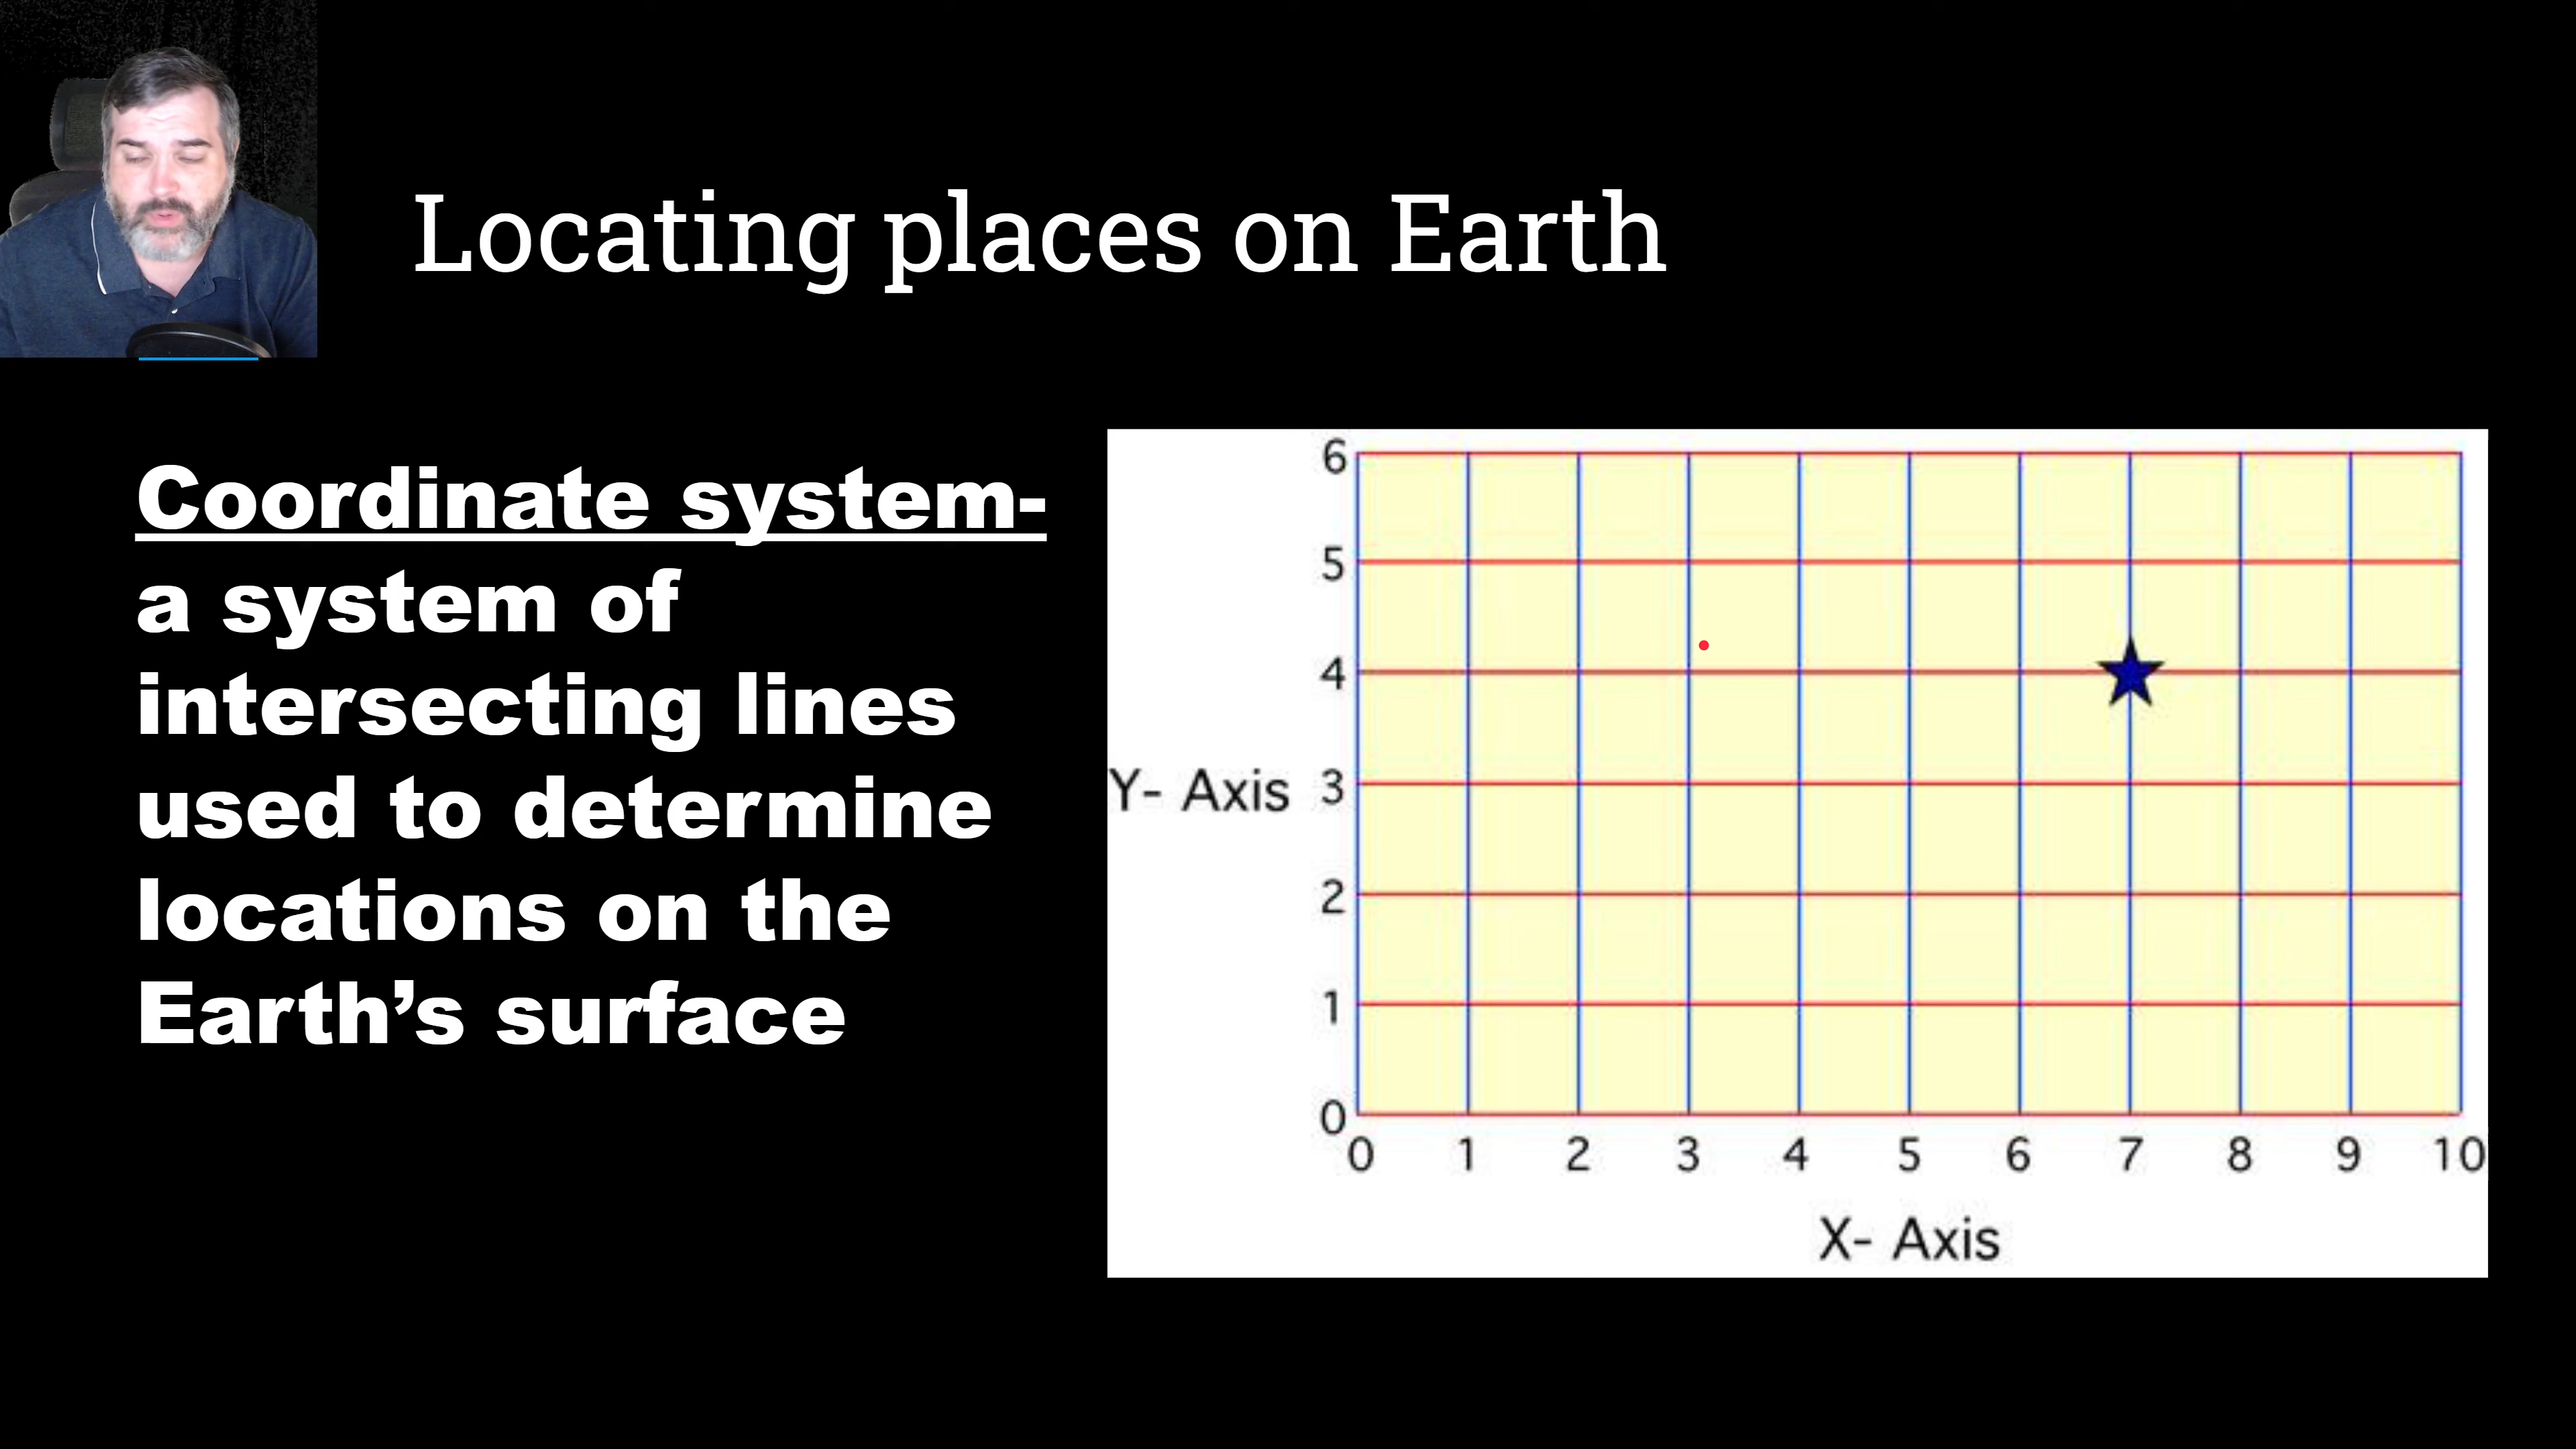 Locating places on Earth
Coordinate system-
a system of
intersecting lines
used to determine
locations on the
Earth’s surface
6
5
4
Y- Axis 3
2
1
0
0 1 2 3 4 5 6 7 8 9 10
X- Axis